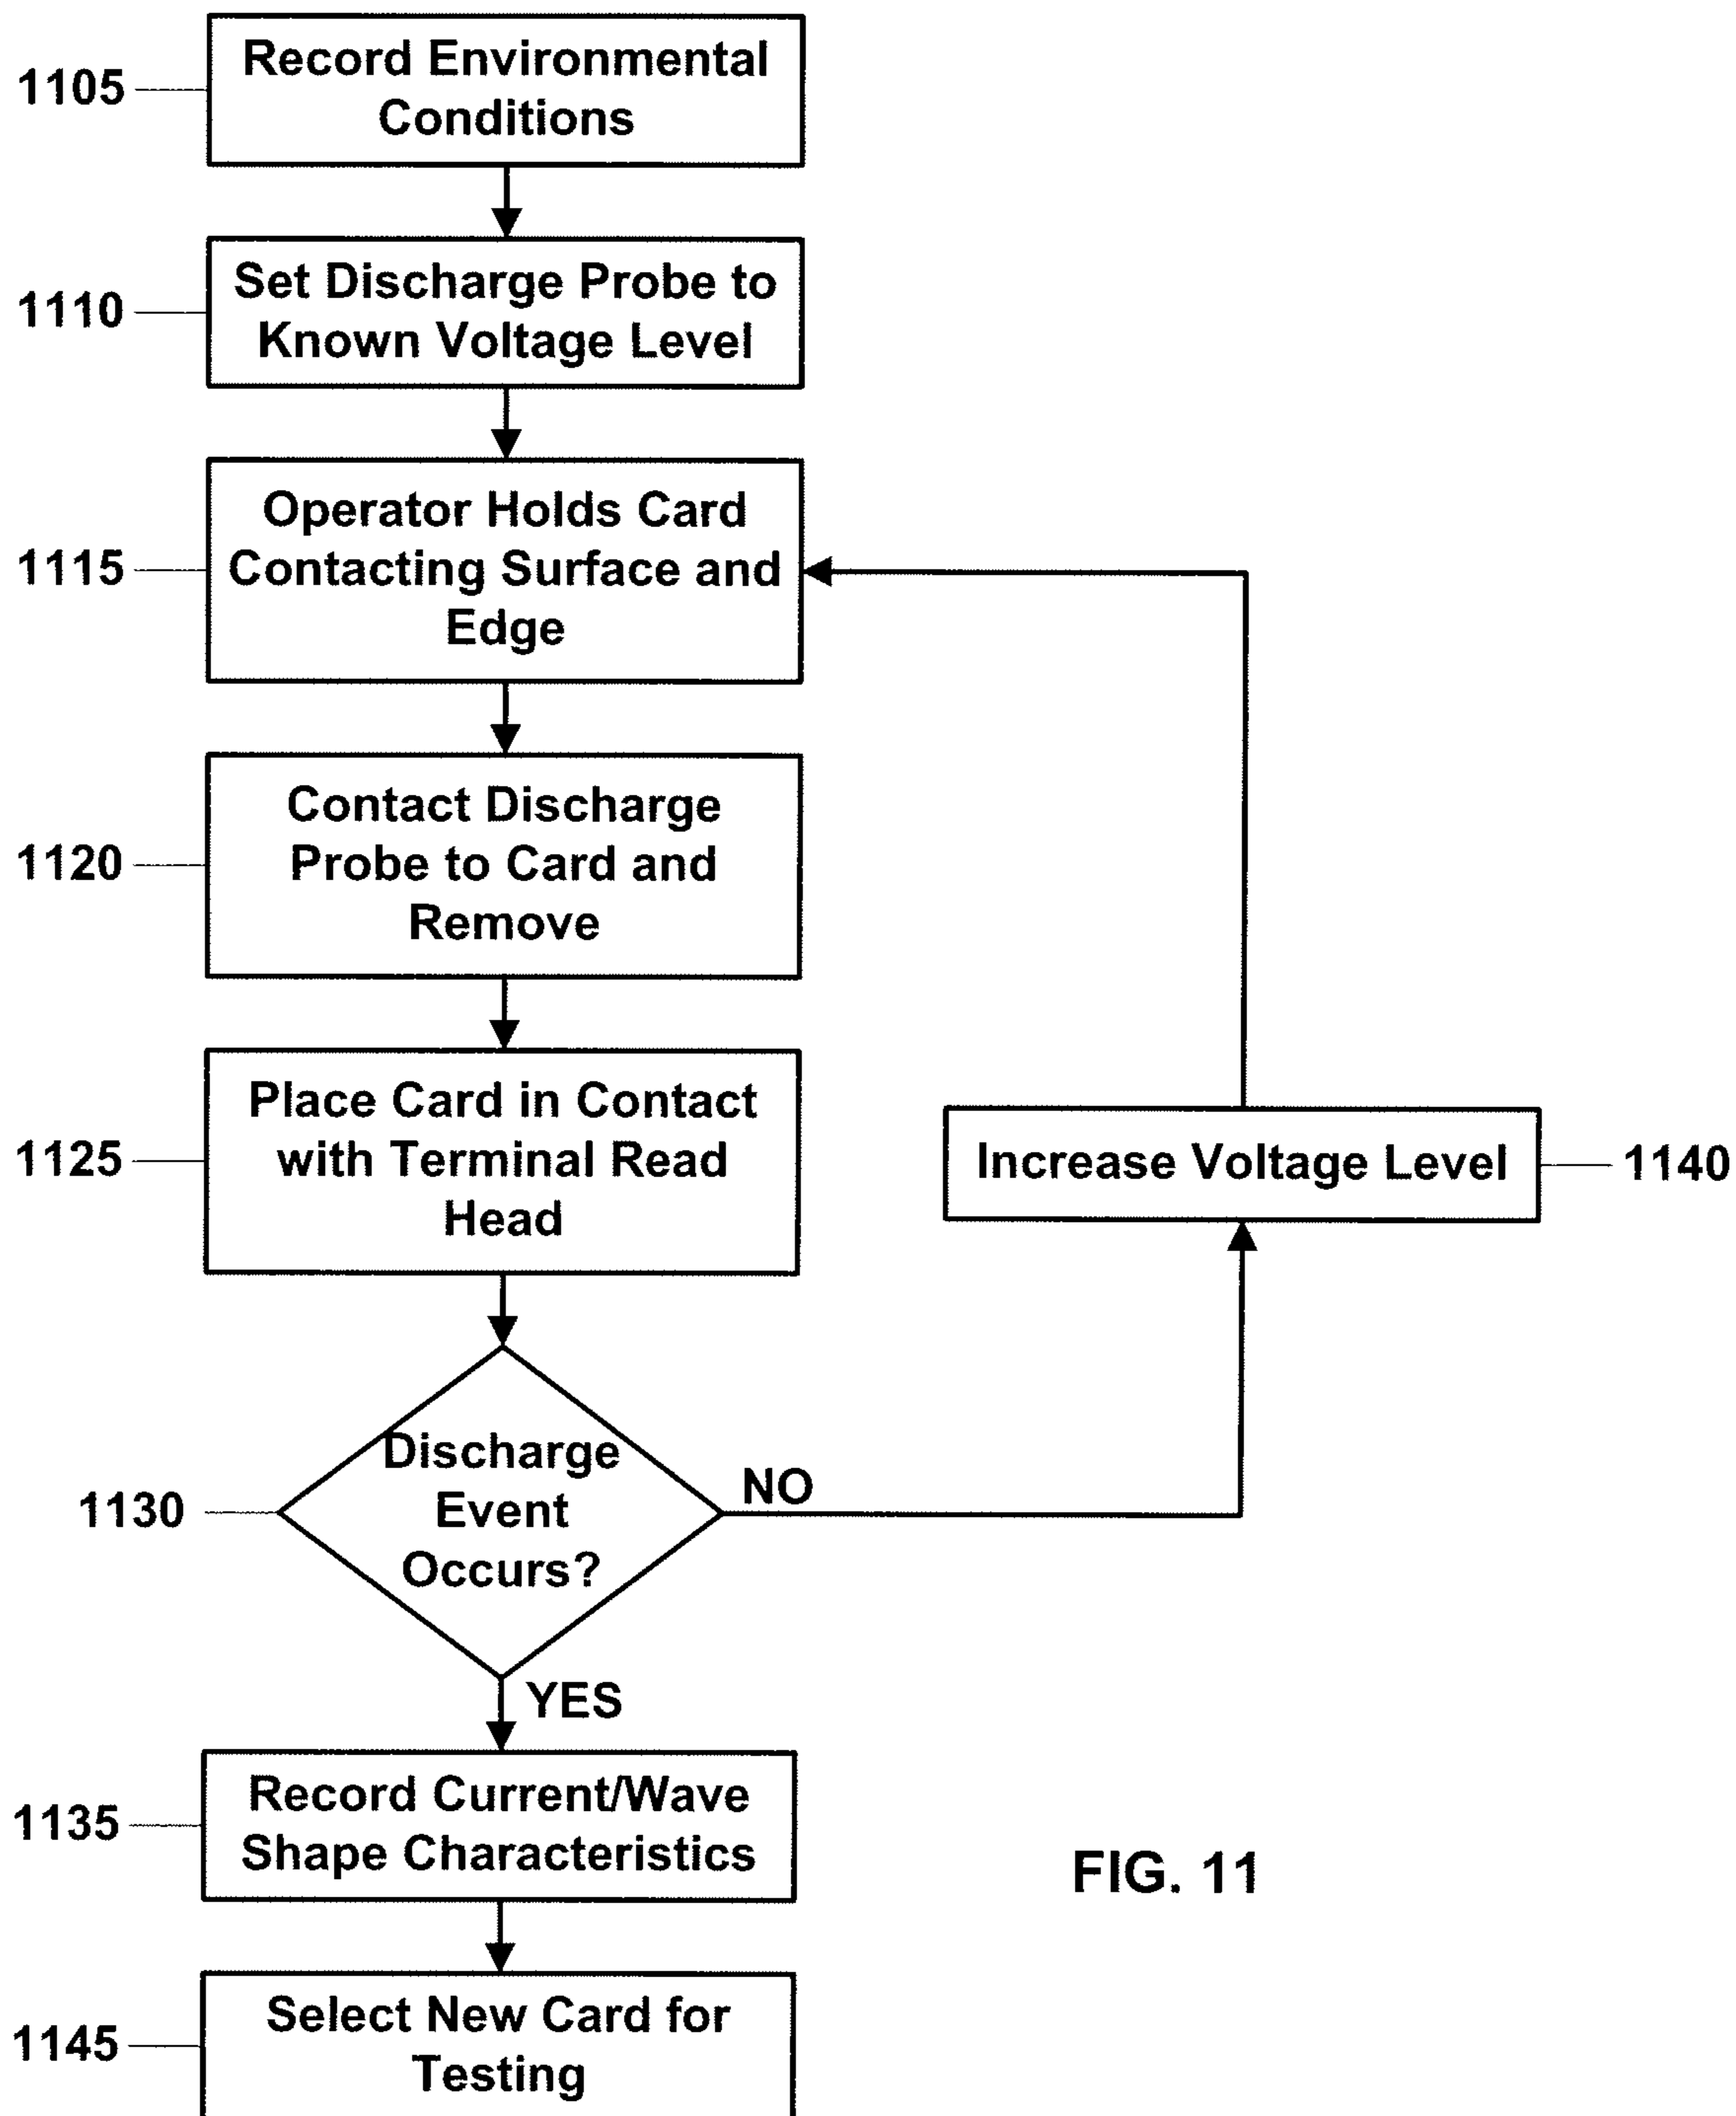 1105
Record Environmental
Conditions
1110
Set Discharge Probe to
Known Voltage Level
1115
Operator Holds Card
Contacting Surface and
Edge
1120
Contact Discharge
Probe to Card and
Remove
1125
Place Card in Contact
with Terminal Read
Head
Increase Voltage Level
1140
1130
Discharge
Event
Occurs?
NO
YES
1135
Record Current/Wave
Shape Characteristics
FIG. 11
1145
Select New Card for
Testing